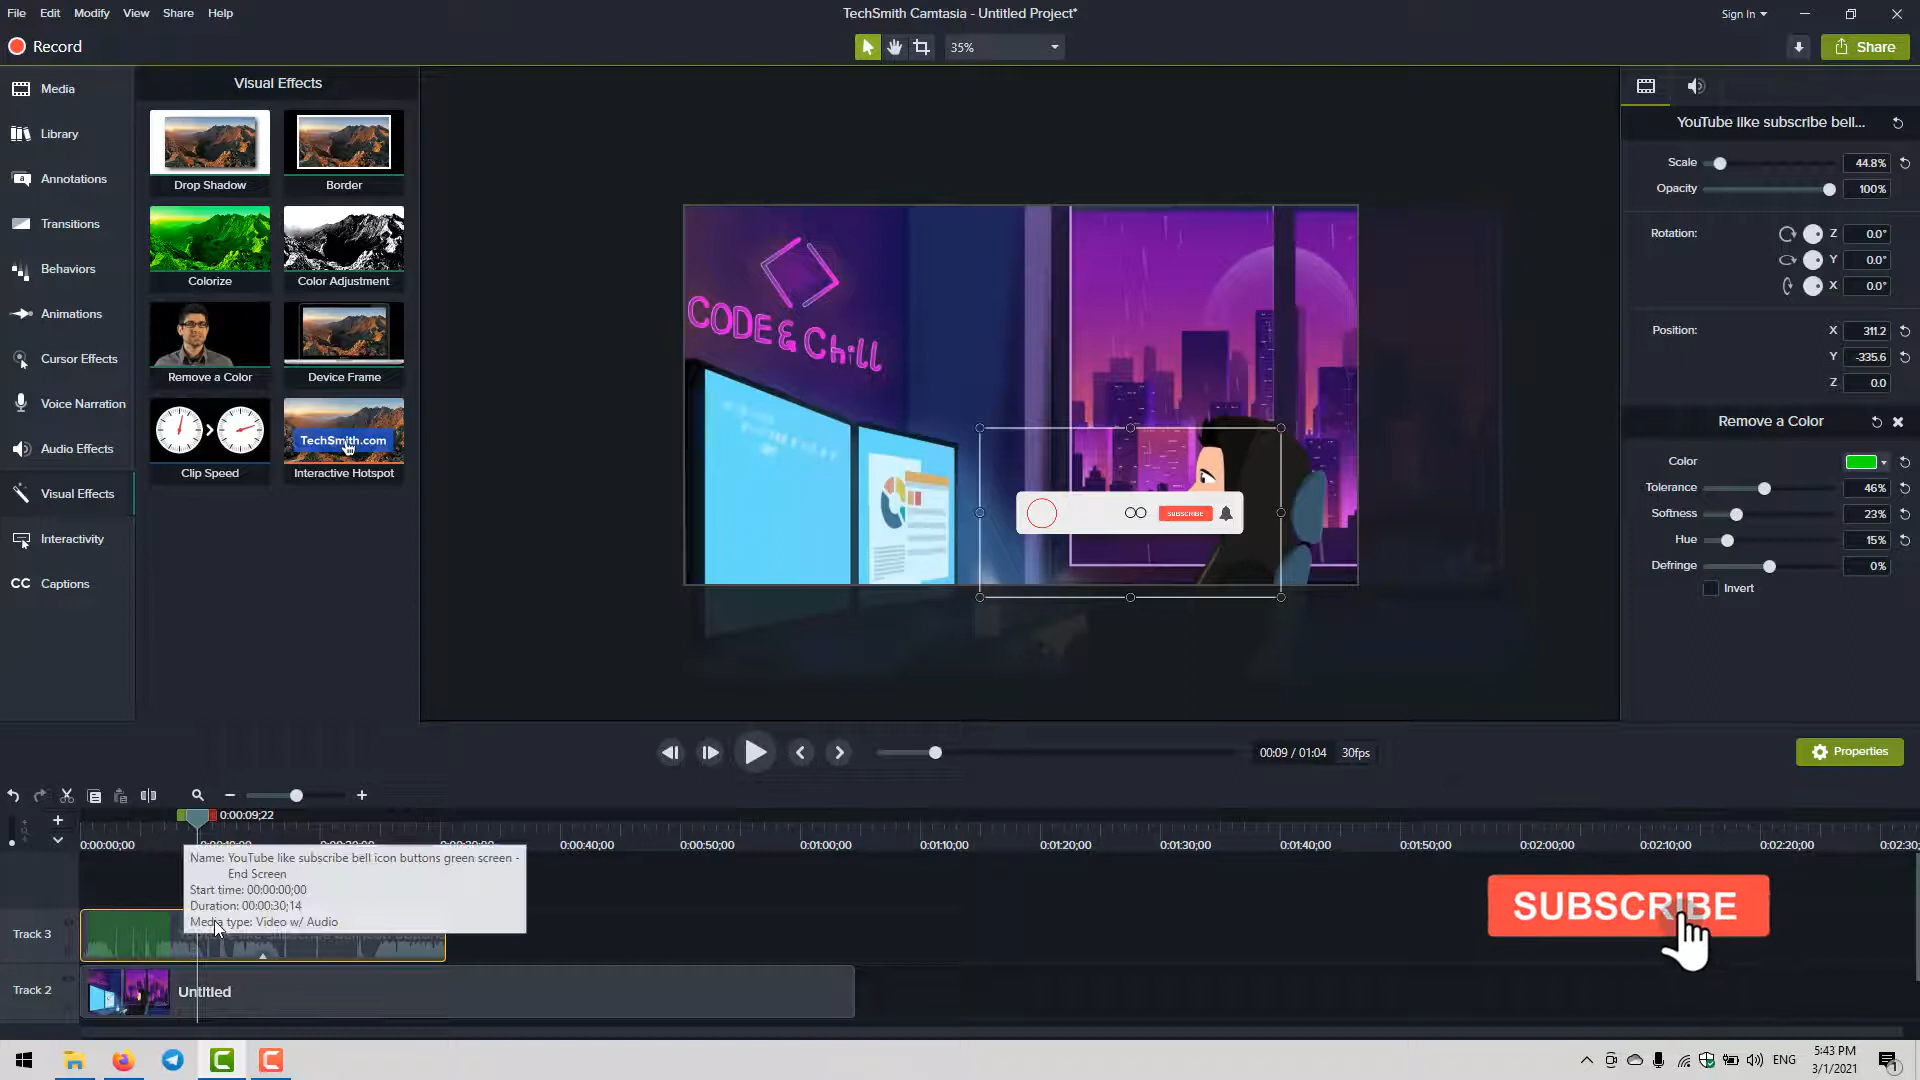 File Edit Modify View Share Help
TechSmith Camtasia - Untitled Project*
Sign In
Record
35%
Share
Media
Library
Annotations
Transitions
Behaviors
Animations
Cursor Effects
Voice Narration
Audio Effects
Visual Effects
Interactivity
CC Captions
Visual Effects
Drop Shadow
Border
Colorize
Color Adjustment
Remove a Color
Device Frame
TechSmith.com
Clip Speed
Interactive Hotspot
CODE & Chill
SUBSCRIBE
YouTube like subscribe bell...
Scale 44.8%
Opacity 100%
Rotation: Z 0.0°
Y 0.0°
X 0.0°
Position: X 311.2
Y -335.6
Z 0.0
Remove a Color
Color
Tolerance 46%
Softness 23%
Hue 15%
Defringe 0%
Invert
00:09 / 01:04 30fps
Properties
0:00:09;22
0:00:00;00 0:00:40;00 0:00:50;00 0:01:00;00 0:01:10;00 0:01:20;00 0:01:30;00 0:01:40;00 0:01:50;00 0:02:00;00 0:02:10;00 0:02:20;00 0:02:30;
Name: YouTube like subscribe bell icon buttons green screen -
End Screen
Start time: 00:00:00;00
Duration: 00:00:30;14
Media type: Video w/ Audio
Track 3
Track 2
Untitled
SUBSCRIBE
ENG
5:43 PM
3/1/2021
1